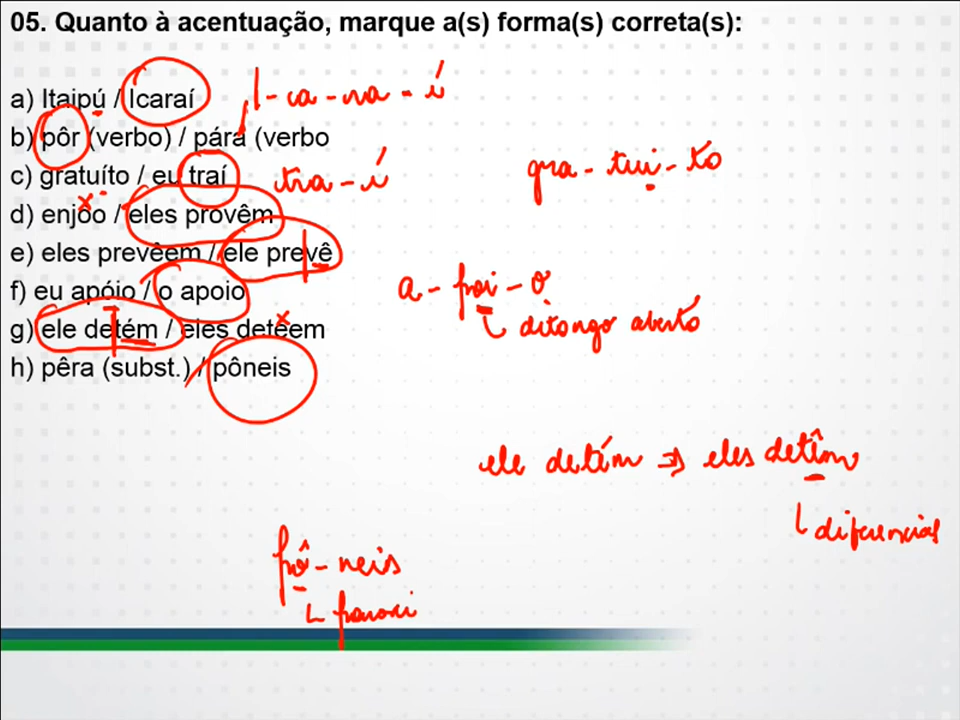 05. Quanto à acentuação, marque a(s) forma(s) correta(s):
a) Itaipú / Icaraí
I-ca-ra-í
b) pôr (verbo) / pára (verbo
c) gratuíto / eu traí
tra-í
gra-tui-to
d) enjôo / eles provêm
e) eles prevêem / ele prevê
f) eu apóio / o apoio
a-poi-o
ditongo aberto
g) ele detém / eles detêem
h) pêra (subst.) / pôneis
ele detém ⇒ eles detêm
diferencial
pô-neis
paroxi